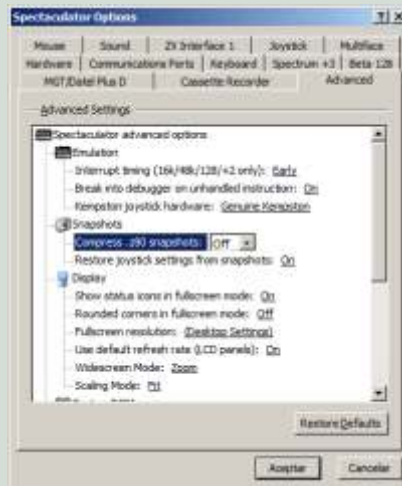 Spectaculator Options
Mouse Sound ZX Interface 1 Joystick Multiface
Hardware Communications Ports Keyboard Spectrum +3 Beta 128
MGT/Datel Plus D Cassette Recorder Advanced
Advanced Settings
Spectaculator advanced options
Emulation
Interrupt timing (16k/48k/128/+2 only): Early
Break into debugger on unhandled instruction: On
Kempston joystick hardware: Genuine Kempston
Snapshots
Compress .z80 snapshots: Off
Restore joystick settings from snapshots: On
Display
Show status icons in fullscreen mode: On
Rounded corners in fullscreen mode: Off
Fullscreen resolution: (Desktop Settings)
Use default refresh rate (LCD panels): On
Widescreen Mode: Zoom
Scaling Mode: Fit
Restore Defaults
Aceptar Cancelar